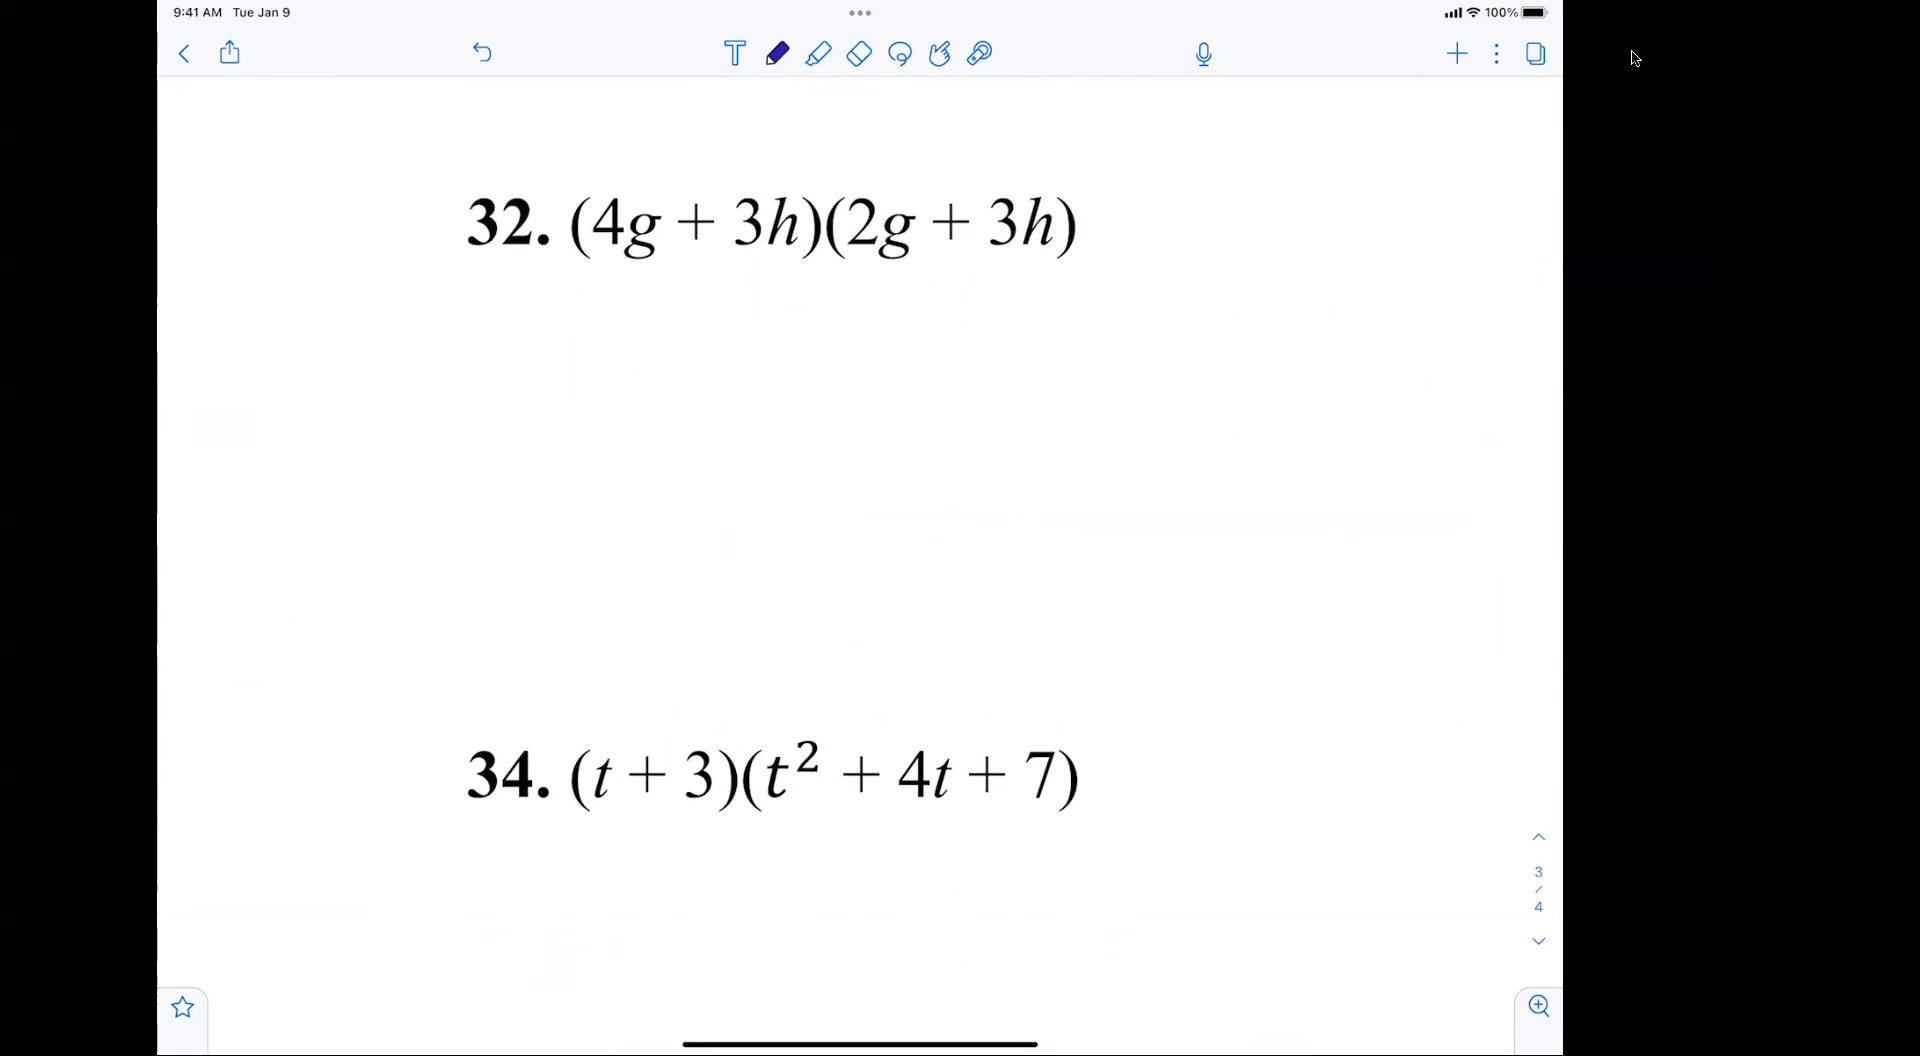 9:41 AM Tue Jan 9
100%
32. (4g + 3h)(2g + 3h)
34. (t + 3)(t² + 4t + 7)
3
/
4